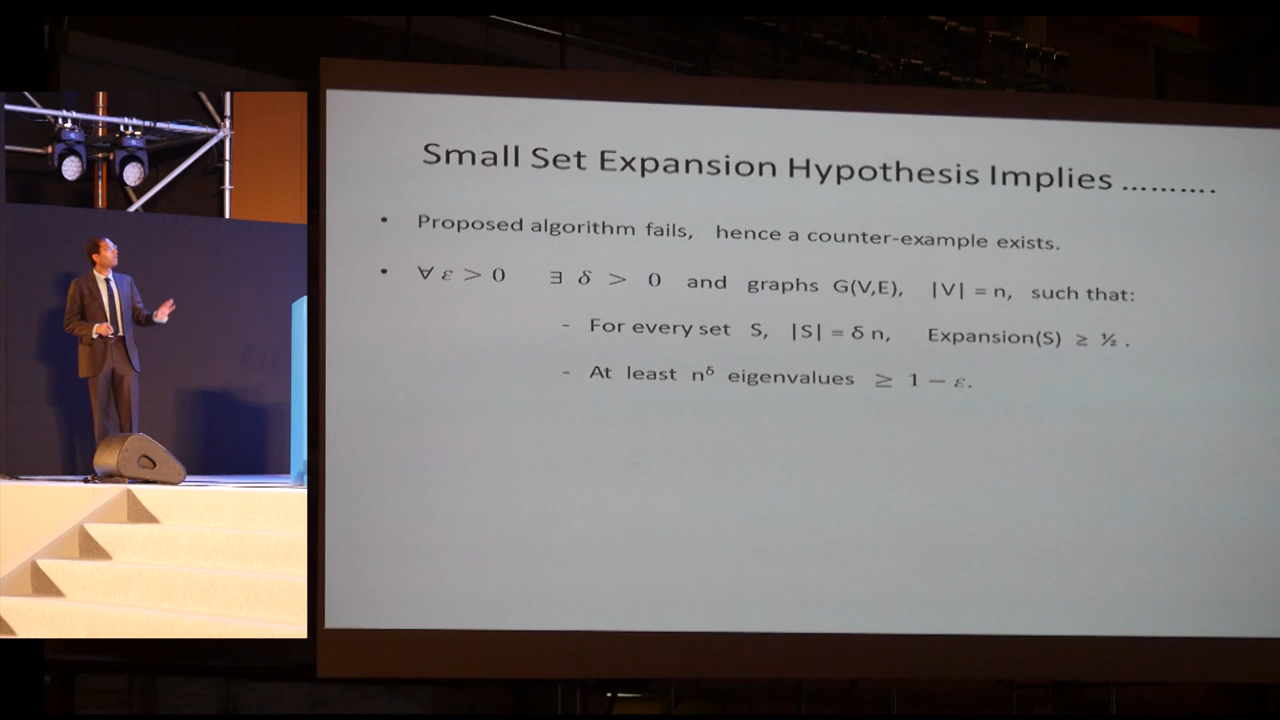 Small Set Expansion Hypothesis Implies ..........
• Proposed algorithm fails, hence a counter-example exists.
• ∀ ε > 0 ∃ δ > 0 and graphs G(V,E), |V| = n, such that:
- For every set S, |S| = δ n, Expansion(S) ≥ ½ .
- At least n^δ eigenvalues ≥ 1 − ε.